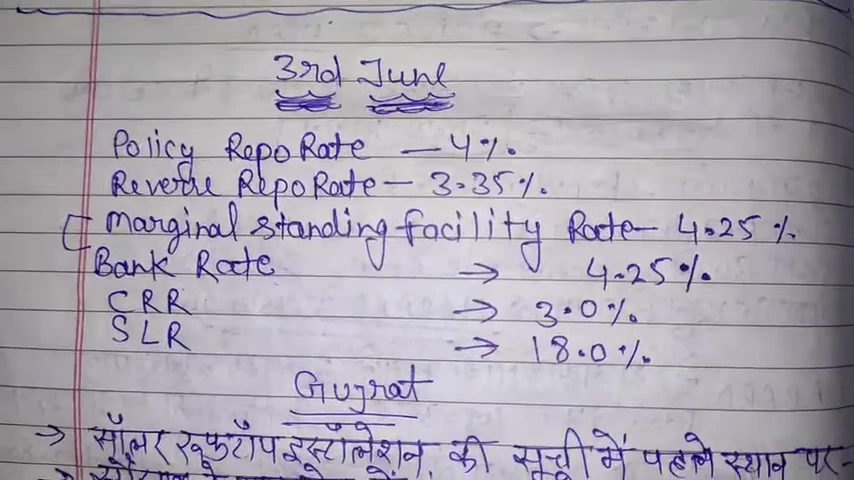 3rd June
Policy Repo Rate — 4%.
Reverse Repo Rate — 3.35%.
Marginal standing facility Rate — 4.25%.
Bank Rate → 4.25%.
CRR → 3.0%.
SLR → 18.0%.
Gujrat
→ सॉलर रूफटॉप इंस्टॉलेशन की सूची में पहले स्थान पर-